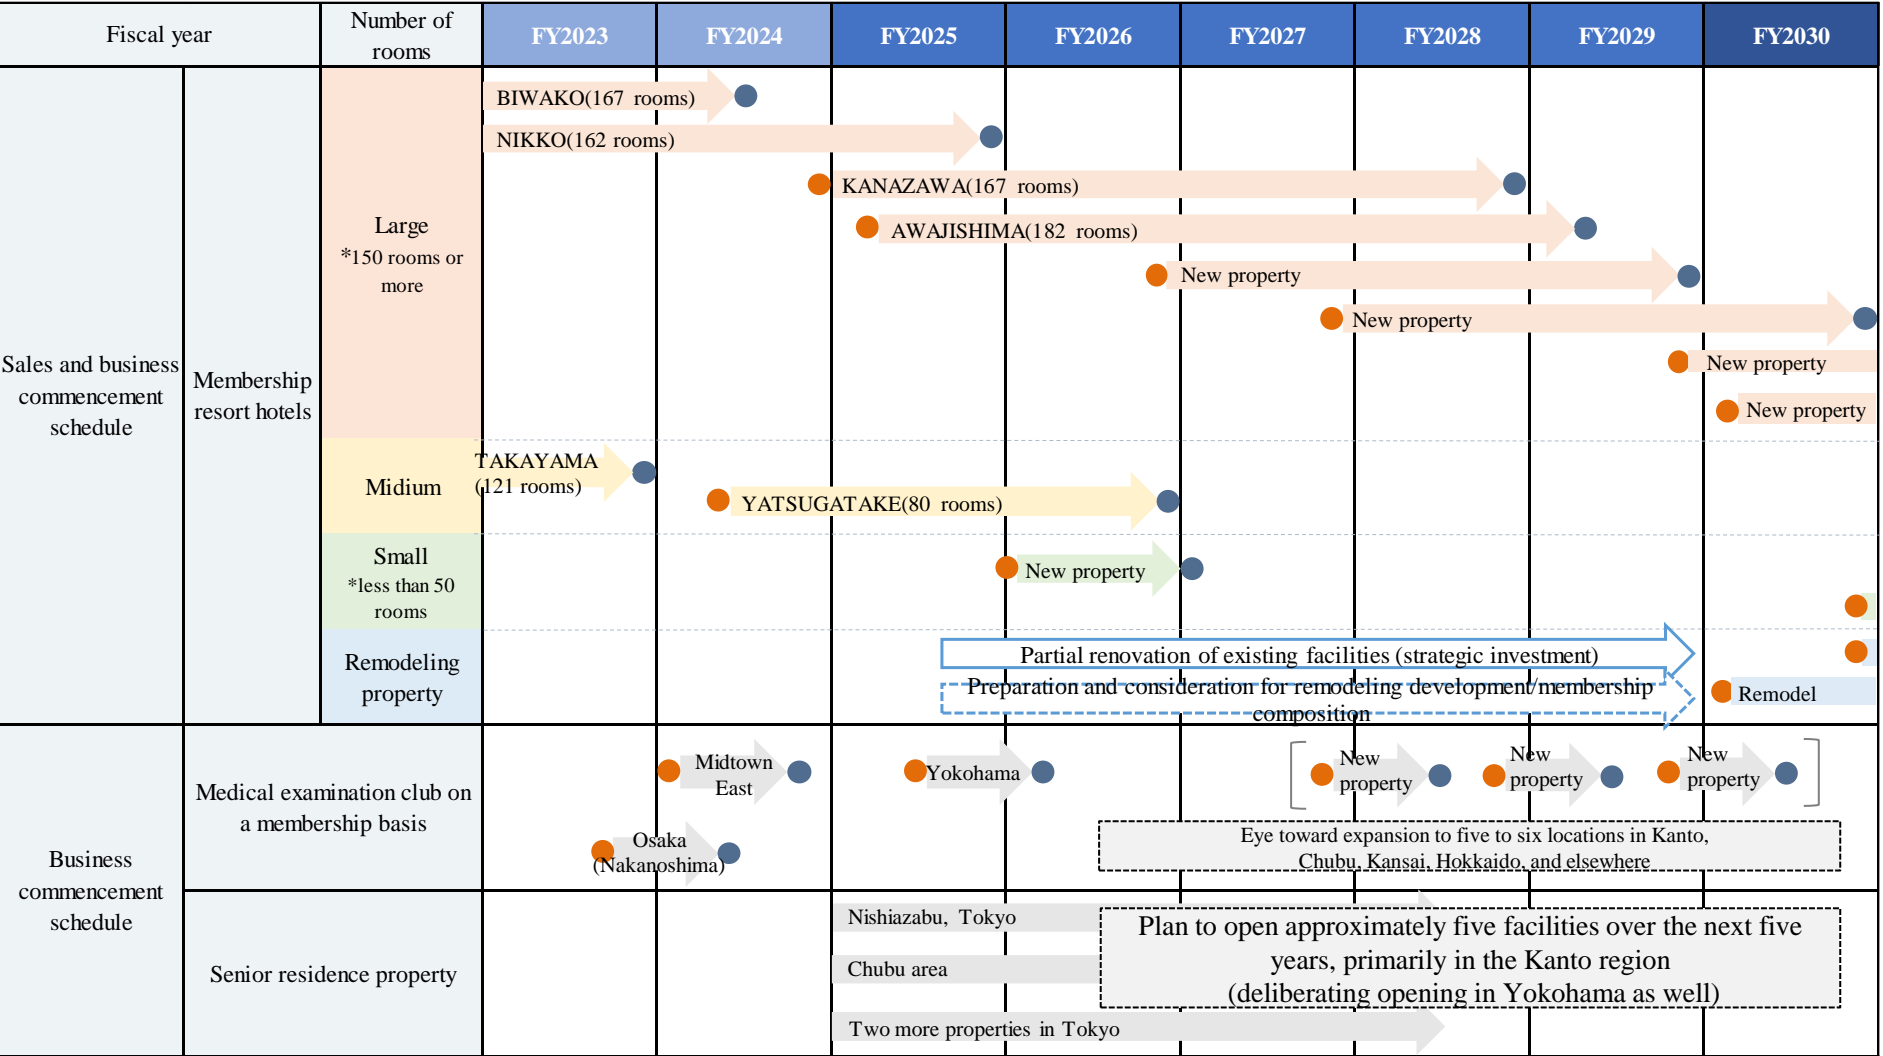 Fiscal year
Number of
rooms
FY2023
FY2024
FY2025
FY2026
FY2027
FY2028
FY2029
FY2030
Sales and business
commencement
schedule
Membership
resort hotels
Large
*150 rooms or
more
BIWAKO(167 rooms)
NIKKO(162 rooms)
KANAZAWA(167 rooms)
AWAJISHIMA(182 rooms)
New property
New property
New property
New property
Midium
TAKAYAMA
(121 rooms)
YATSUGATAKE(80 rooms)
Small
*less than 50
rooms
New property
Remodeling
property
Partial renovation of existing facilities (strategic investment)
Preparation and consideration for remodeling development/membership
composition
Remodel
Business
commencement
schedule
Medical examination club on
a membership basis
Midtown
East
Yokohama
New
property
New
property
New
property
Osaka
(Nakanoshima)
Eye toward expansion to five to six locations in Kanto,
Chubu, Kansai, Hokkaido, and elsewhere
Senior residence property
Nishiazabu, Tokyo
Chubu area
Two more properties in Tokyo
Plan to open approximately five facilities over the next five
years, primarily in the Kanto region
(deliberating opening in Yokohama as well)